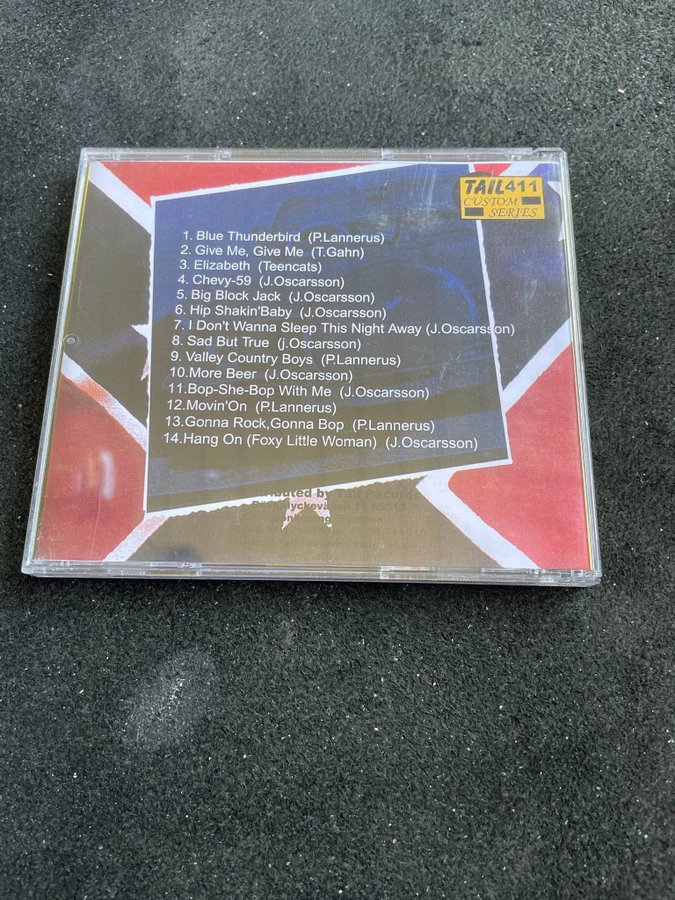 TAIL411
CUSTOM
SERIES
1. Blue Thunderbird (P.Lannerus)
2. Give Me, Give Me (T.Gahn)
3. Elizabeth (Teencats)
4. Chevy-59 (J.Oscarsson)
5. Big Block Jack (J.Oscarsson)
6. Hip Shakin'Baby (J.Oscarsson)
7. I Don't Wanna Sleep This Night Away (J.Oscarsson)
8. Sad But True (j.Oscarsson)
9. Valley Country Boys (P.Lannerus)
10.More Beer (J.Oscarsson)
11.Bop-She-Bop With Me (J.Oscarsson)
12.Movin'On (P.Lannerus)
13.Gonna Rock,Gonna Bop (P.Lannerus)
14.Hang On (Foxy Little Woman) (J.Oscarsson)
by Tail Records